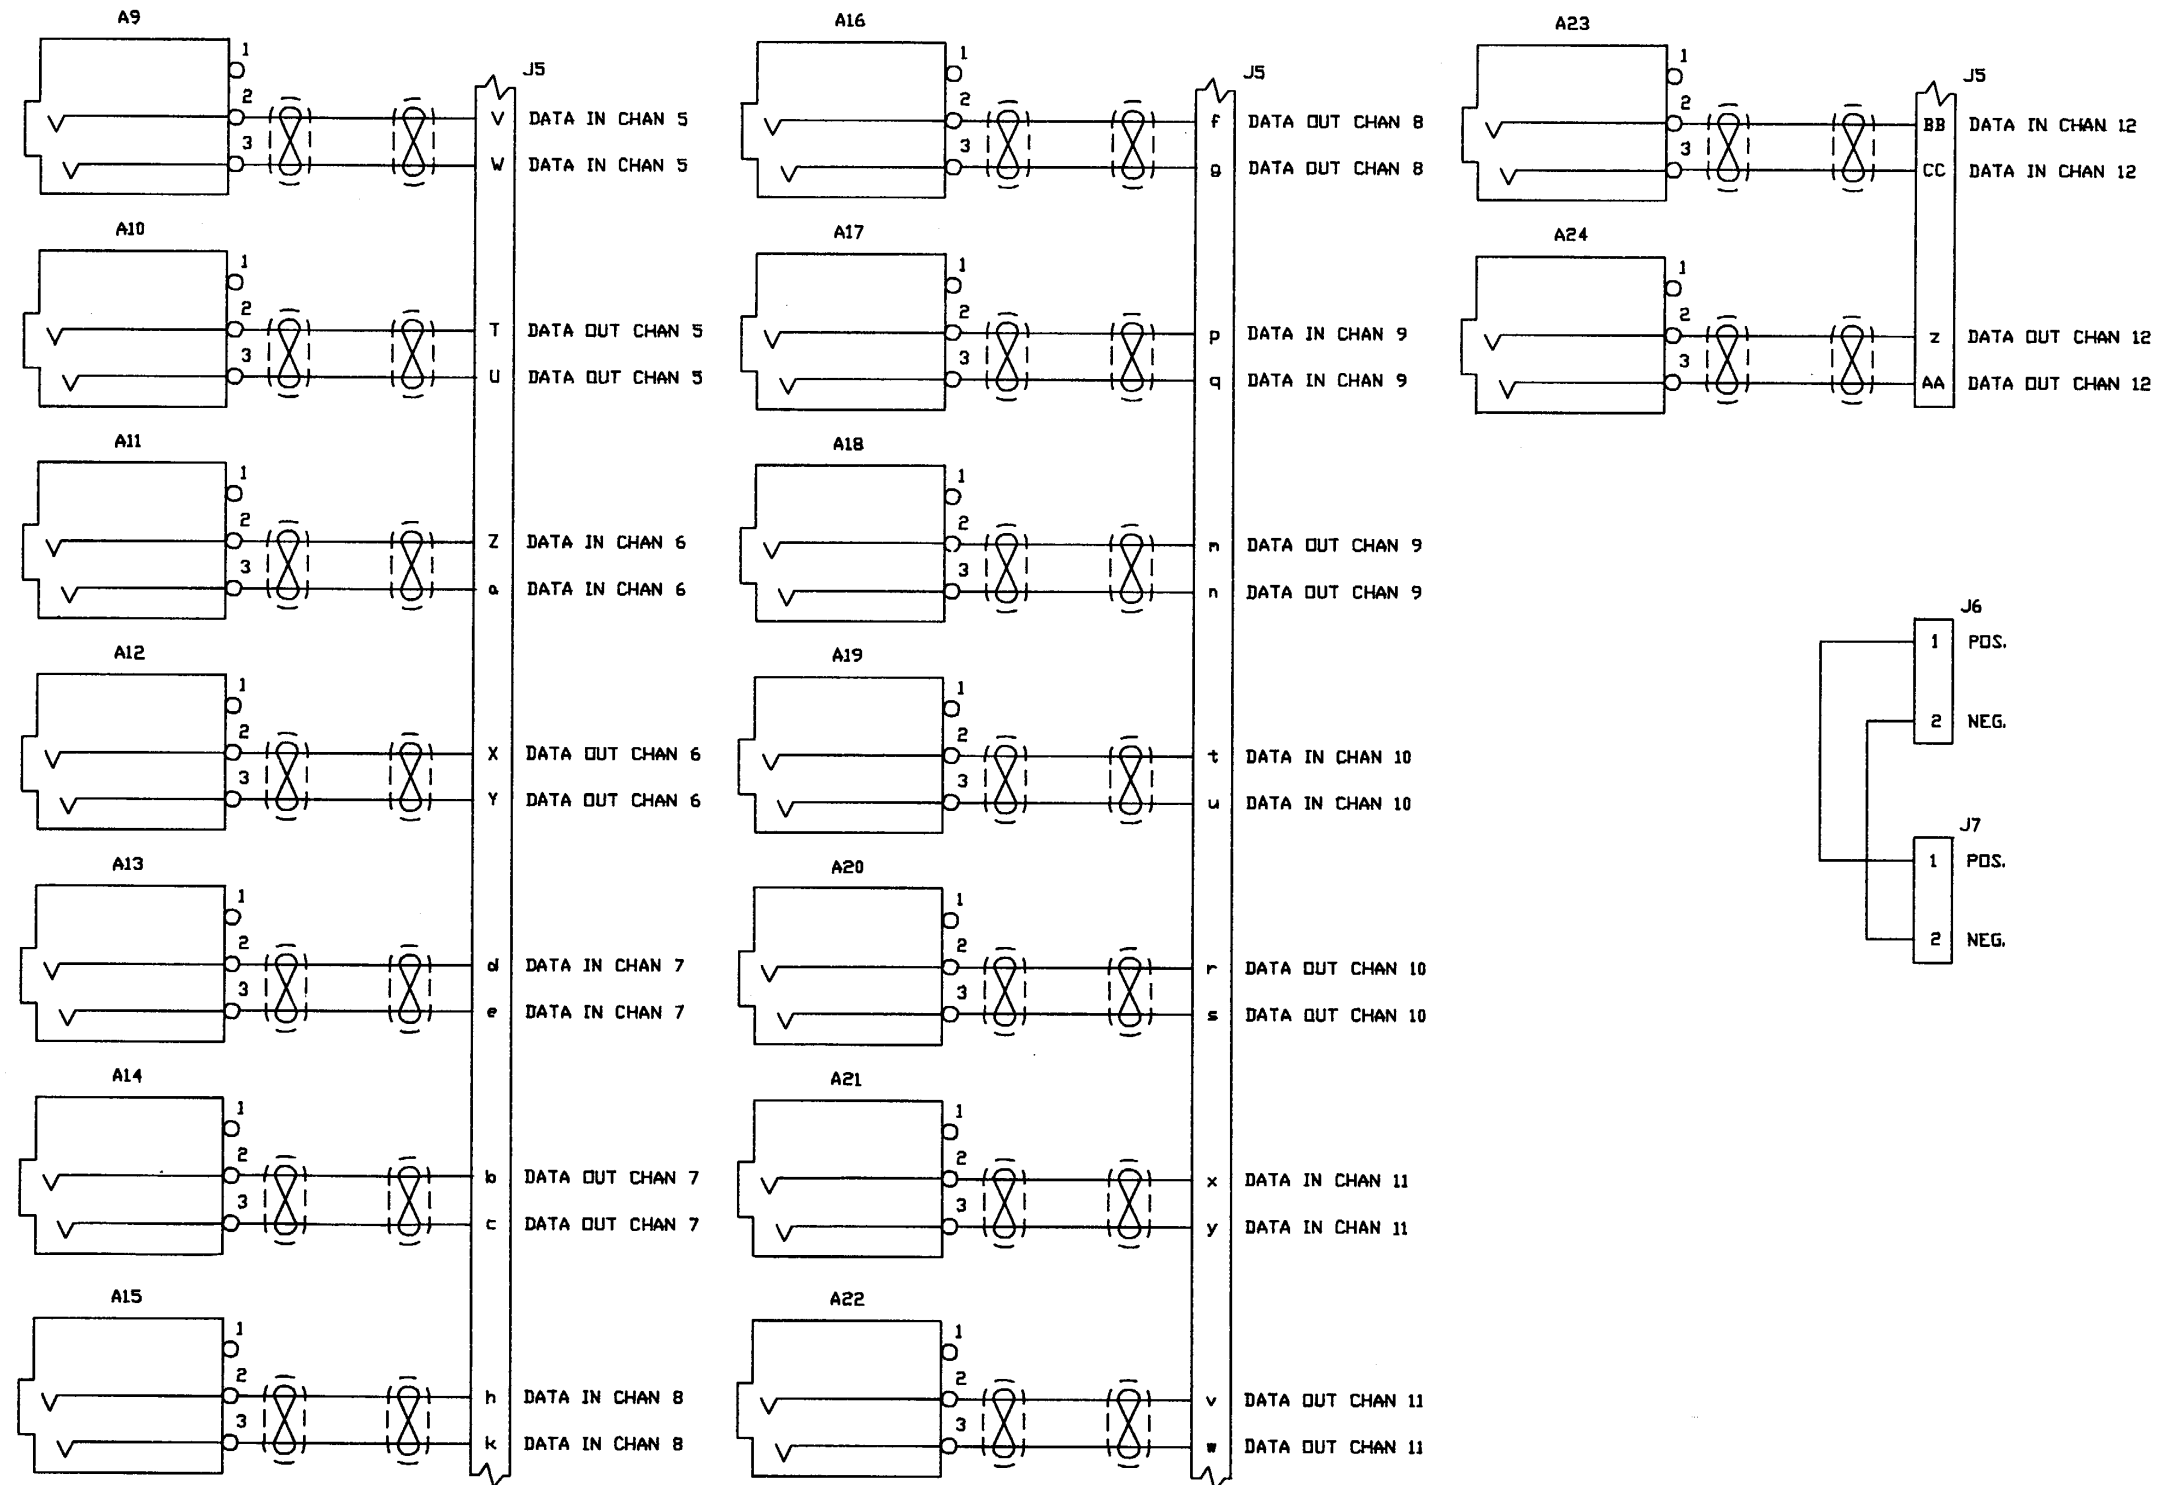 A9
1
J5
2
V DATA IN CHAN 5
3
W DATA IN CHAN 5
A10
1
2
T DATA OUT CHAN 5
3
U DATA OUT CHAN 5
A11
1
2
Z DATA IN CHAN 6
3
a DATA IN CHAN 6
A12
1
2
X DATA OUT CHAN 6
3
Y DATA OUT CHAN 6
A13
1
2
d DATA IN CHAN 7
3
e DATA IN CHAN 7
A14
1
2
b DATA OUT CHAN 7
3
c DATA OUT CHAN 7
A15
1
2
h DATA IN CHAN 8
3
k DATA IN CHAN 8
A16
1
J5
2
f DATA OUT CHAN 8
3
g DATA OUT CHAN 8
A17
1
2
p DATA IN CHAN 9
3
q DATA IN CHAN 9
A18
1
2
m DATA OUT CHAN 9
3
n DATA OUT CHAN 9
A19
1
2
t DATA IN CHAN 10
3
u DATA IN CHAN 10
A20
1
2
r DATA OUT CHAN 10
3
s DATA OUT CHAN 10
A21
1
2
x DATA IN CHAN 11
3
y DATA IN CHAN 11
A22
1
2
v DATA OUT CHAN 11
3
w DATA OUT CHAN 11
A23
1
J5
2
BB DATA IN CHAN 12
3
CC DATA IN CHAN 12
A24
1
2
z DATA OUT CHAN 12
3
AA DATA OUT CHAN 12
J6
1 POS.
2 NEG.
J7
1 POS.
2 NEG.